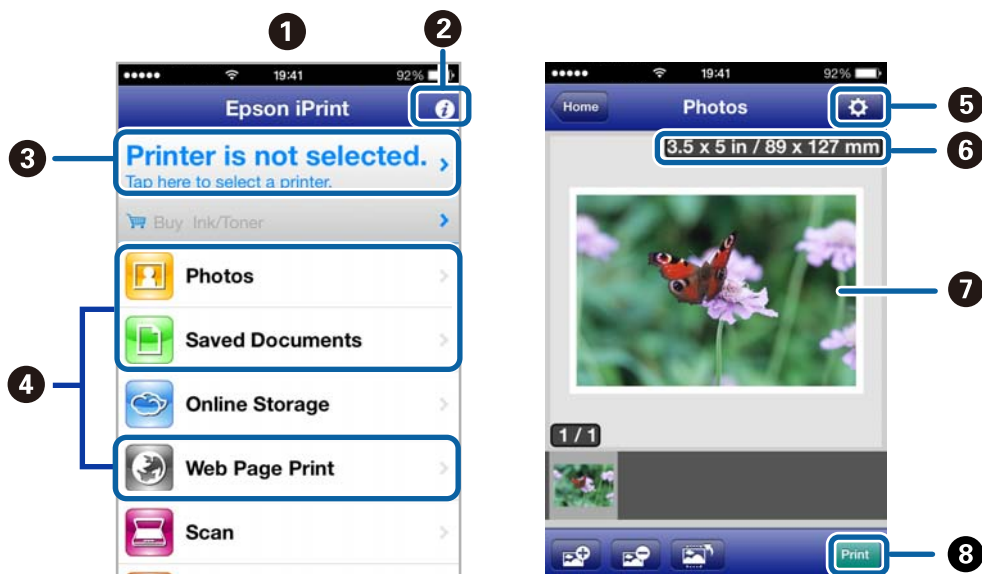 1
2
19:41
92%
Epson iPrint
i
3
Printer is not selected.
Tap here to select a printer.
Buy Ink/Toner
Photos
Saved Documents
4
Online Storage
Web Page Print
Scan
19:41
92%
Home
Photos
5
3.5 x 5 in / 89 x 127 mm
6
7
1/1
Print
8